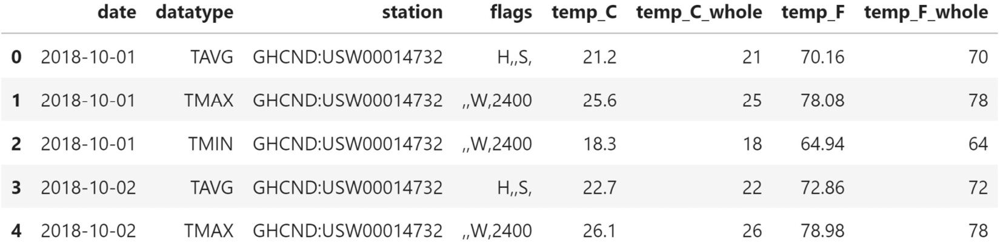 date datatype station flags temp_C temp_C_whole temp_F temp_F_whole
0 2018-10-01 TAVG GHCND:USW00014732 H,,S, 21.2 21 70.16 70
1 2018-10-01 TMAX GHCND:USW00014732 ,,W,2400 25.6 25 78.08 78
2 2018-10-01 TMIN GHCND:USW00014732 ,,W,2400 18.3 18 64.94 64
3 2018-10-02 TAVG GHCND:USW00014732 H,,S, 22.7 22 72.86 72
4 2018-10-02 TMAX GHCND:USW00014732 ,,W,2400 26.1 26 78.98 78